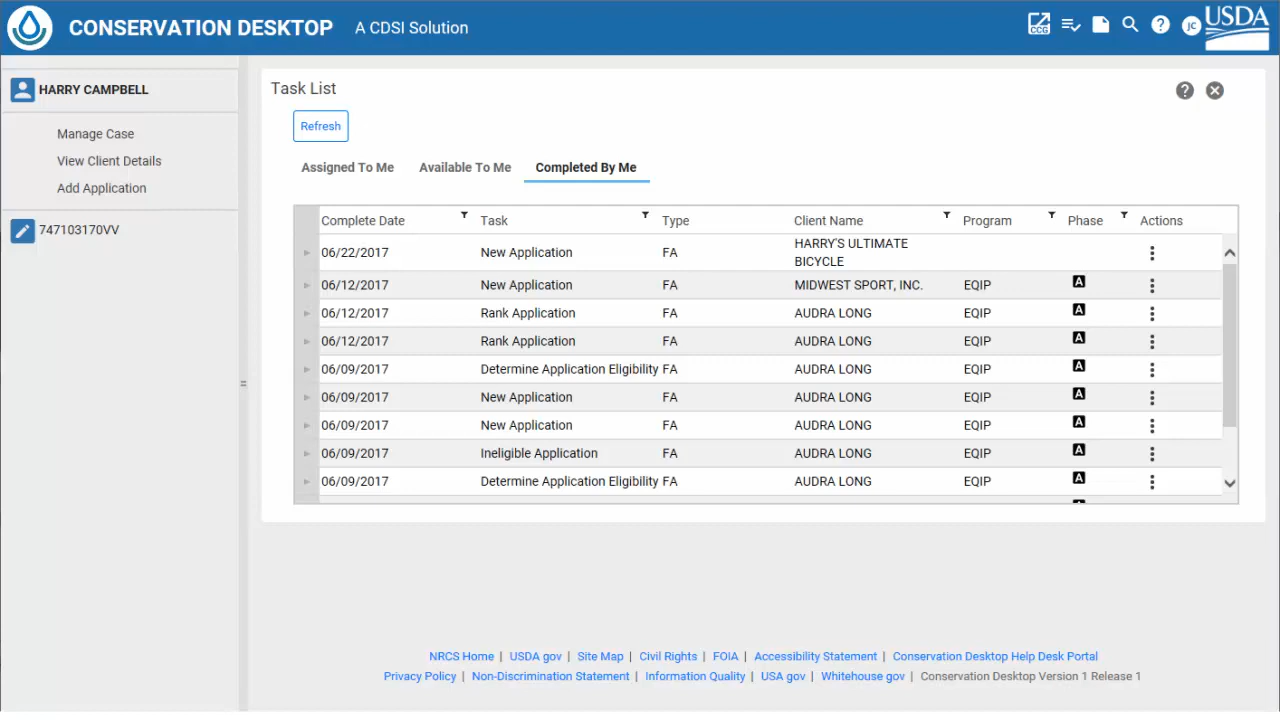 CONSERVATION DESKTOP A CDSI Solution CCG ? JC USDA
HARRY CAMPBELL
Manage Case
View Client Details
Add Application
747103170VV
Task List ?
Refresh
Assigned To Me Available To Me Completed By Me
Complete Date Task Type Client Name Program Phase Actions
06/22/2017 New Application FA HARRY'S ULTIMATE
BICYCLE
06/12/2017 New Application FA MIDWEST SPORT, INC. EQIP A
06/12/2017 Rank Application FA AUDRA LONG EQIP A
06/12/2017 Rank Application FA AUDRA LONG EQIP A
06/09/2017 Determine Application Eligibility FA AUDRA LONG EQIP A
06/09/2017 New Application FA AUDRA LONG EQIP A
06/09/2017 New Application FA AUDRA LONG EQIP A
06/09/2017 Ineligible Application FA AUDRA LONG EQIP A
06/09/2017 Determine Application Eligibility FA AUDRA LONG EQIP A
NRCS Home | USDA gov | Site Map | Civil Rights | FOIA | Accessibility Statement | Conservation Desktop Help Desk Portal
Privacy Policy | Non-Discrimination Statement | Information Quality | USA gov | Whitehouse gov | Conservation Desktop Version 1 Release 1